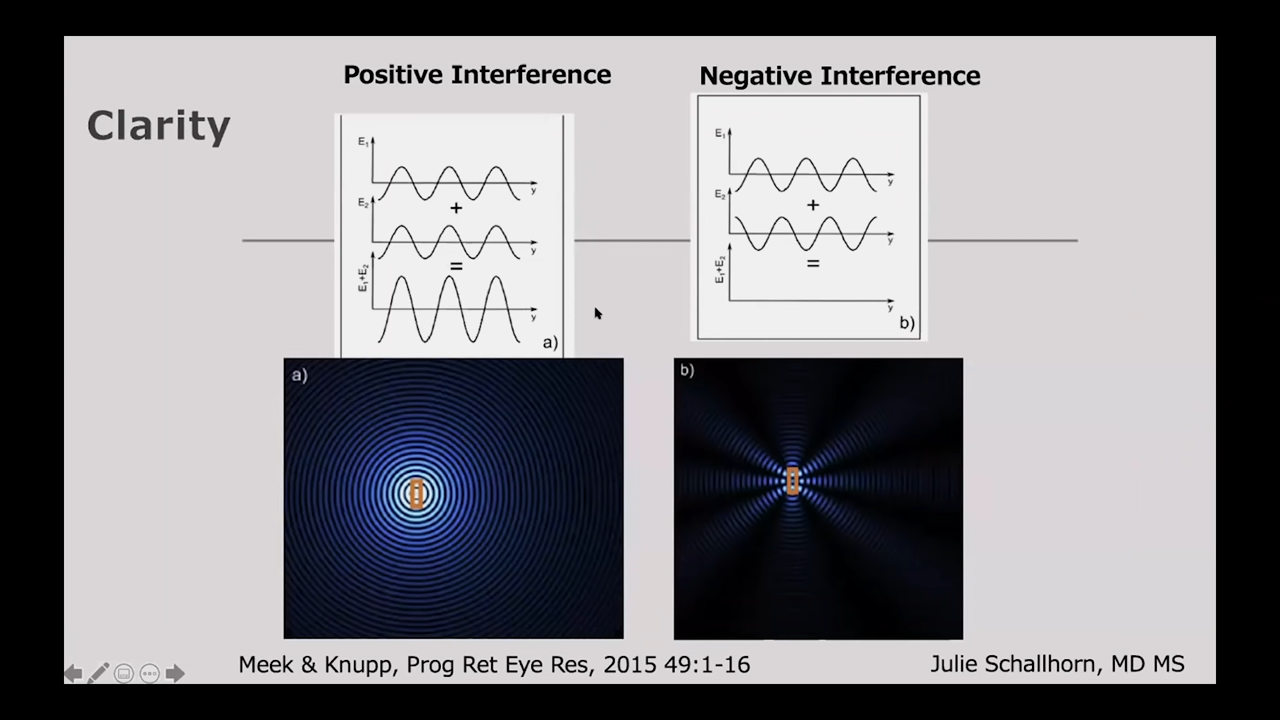 Positive Interference
Negative Interference
Clarity
E1
y
+
E2
y
=
E1+E2
y
a)
E1
y
+
E2
y
=
E1+E2
y
b)
a)
b)
Meek & Knupp, Prog Ret Eye Res, 2015 49:1-16
Julie Schallhorn, MD MS